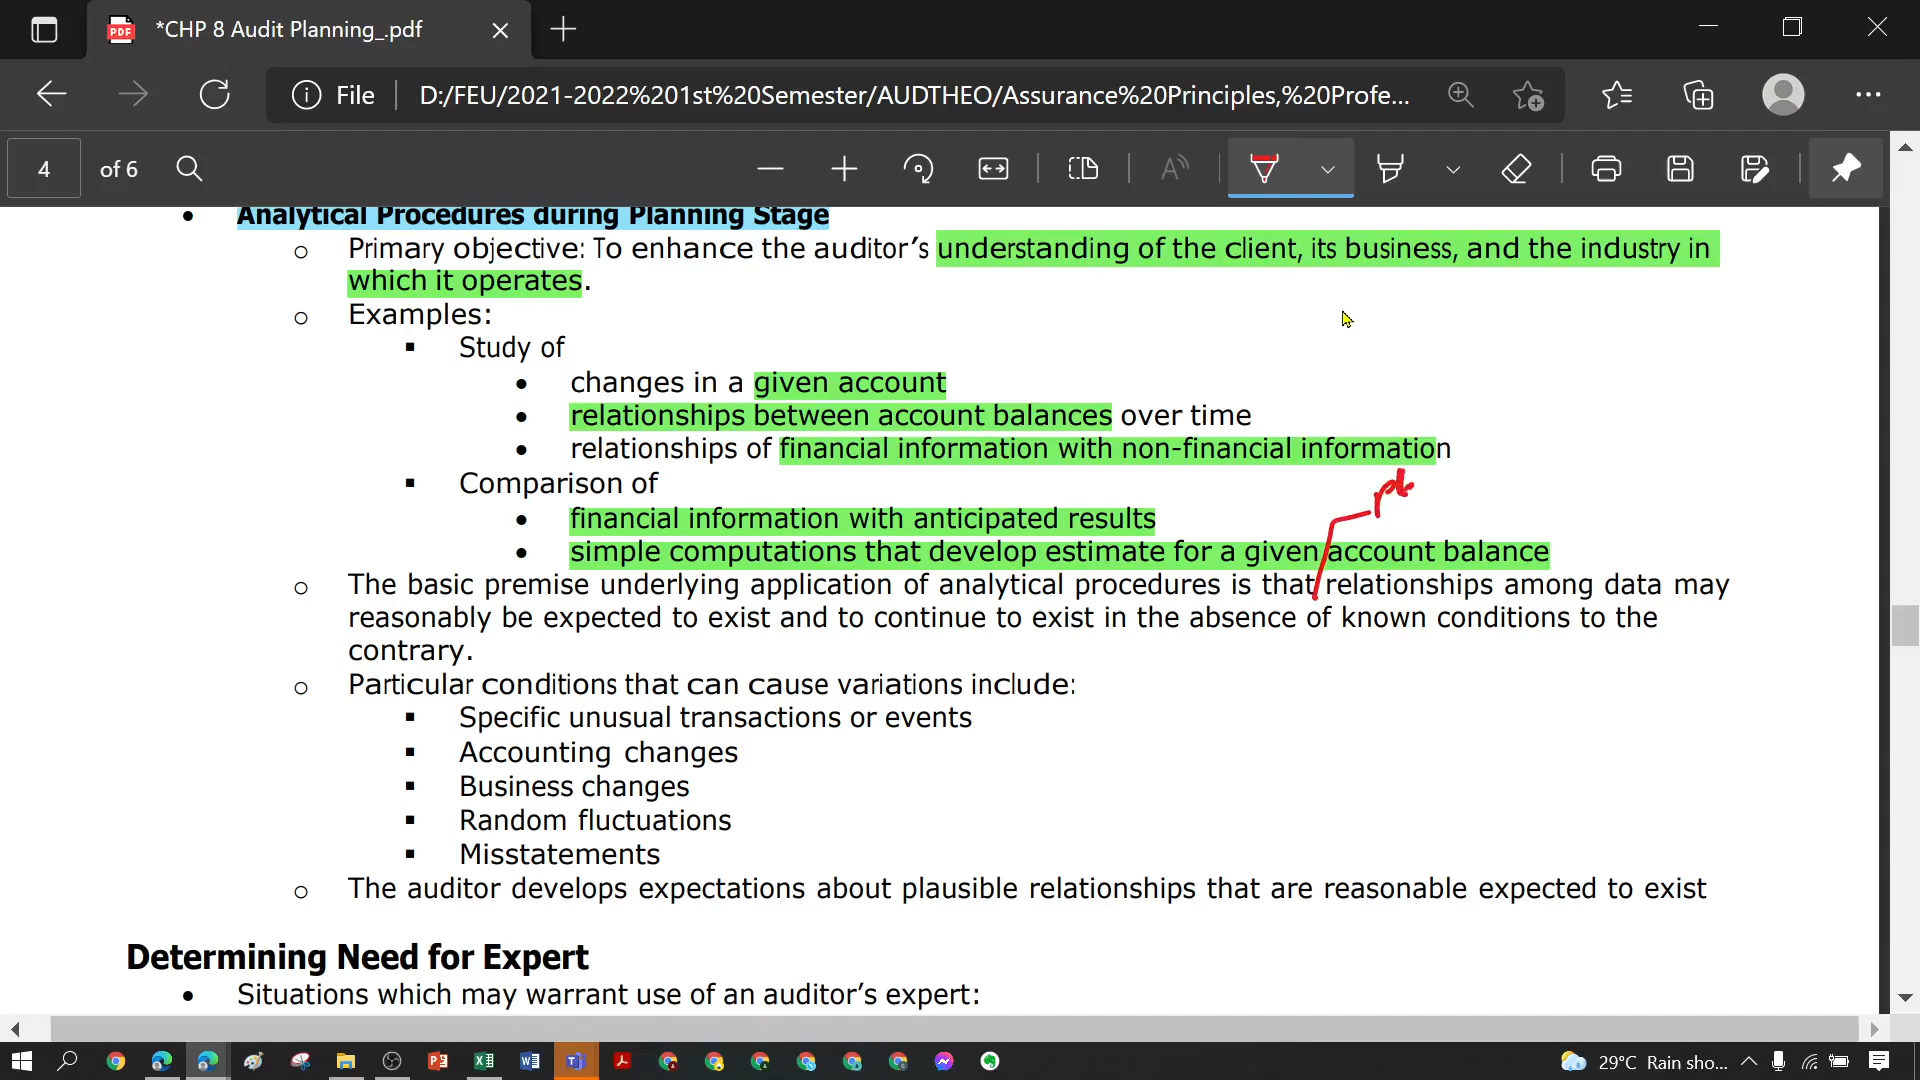 *CHP 8 Audit Planning_.pdf
File
D:/FEU/2021-2022%201st%20Semester/AUDTHEO/Assurance%20Principles,%20Profe...
4 of 6
• Analytical Procedures during Planning Stage
o Primary objective: To enhance the auditor’s understanding of the client, its business, and the industry in
which it operates.
o Examples:
▪ Study of
• changes in a given account
• relationships between account balances over time
• relationships of financial information with non-financial information
▪ Comparison of
• financial information with anticipated results
• simple computations that develop estimate for a given account balance
o The basic premise underlying application of analytical procedures is that relationships among data may
reasonably be expected to exist and to continue to exist in the absence of known conditions to the
contrary.
o Particular conditions that can cause variations include:
▪ Specific unusual transactions or events
▪ Accounting changes
▪ Business changes
▪ Random fluctuations
▪ Misstatements
o The auditor develops expectations about plausible relationships that are reasonable expected to exist
Determining Need for Expert
• Situations which may warrant use of an auditor’s expert:
29°C Rain sho...